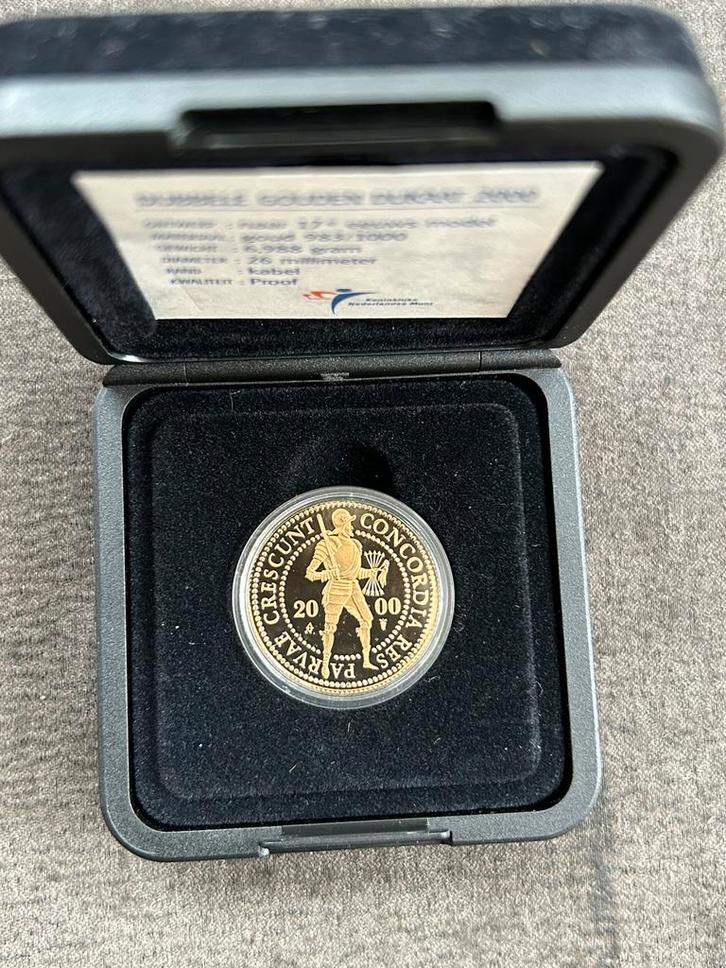 DUBBELE GOUDEN DUKAAT 2000
ONTWERP : naar 17e eeuws model
MATERIAAL : goud 983/1000
GEWICHT : 6,988 gram
DIAMETER : 26 millimeter
RAND : kabel
KWALITEIT : Proof
Koninklijke
Nederlandse Munt
CONCORDIA RES PARVAE CRESCUNT
20 00